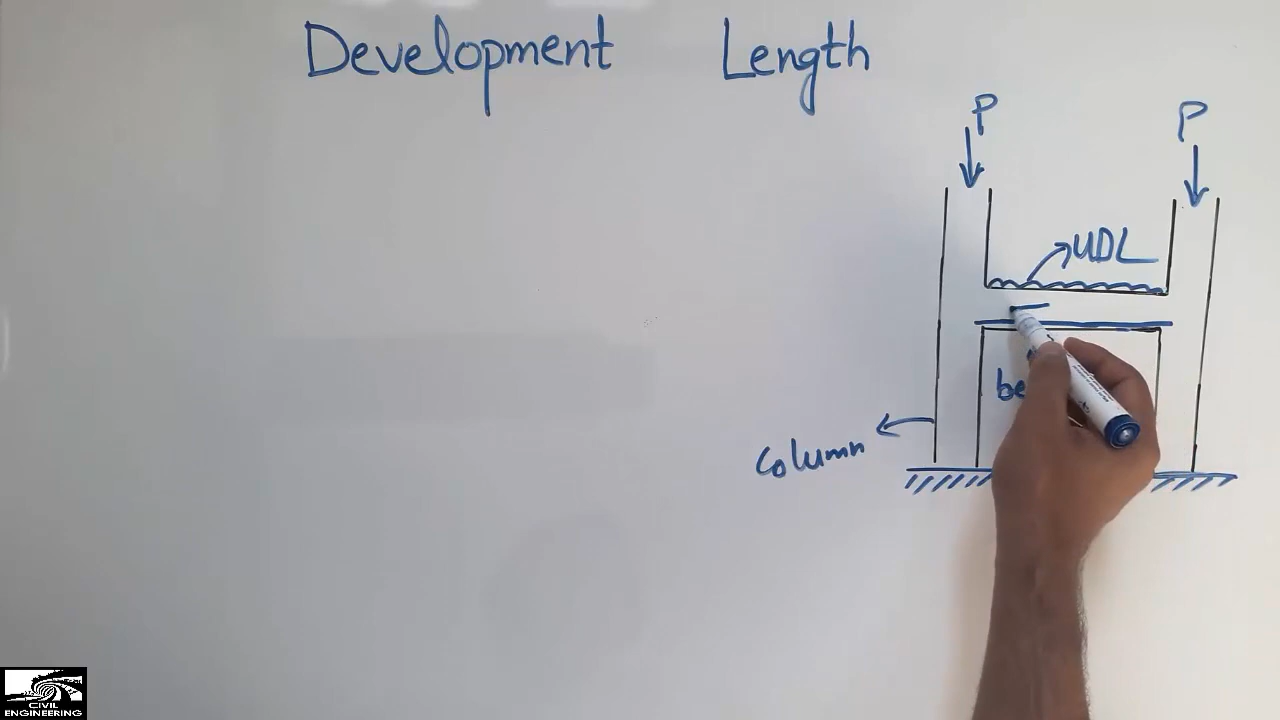 Development Length
P P
UDL
Column
CIVIL
ENGINEERING